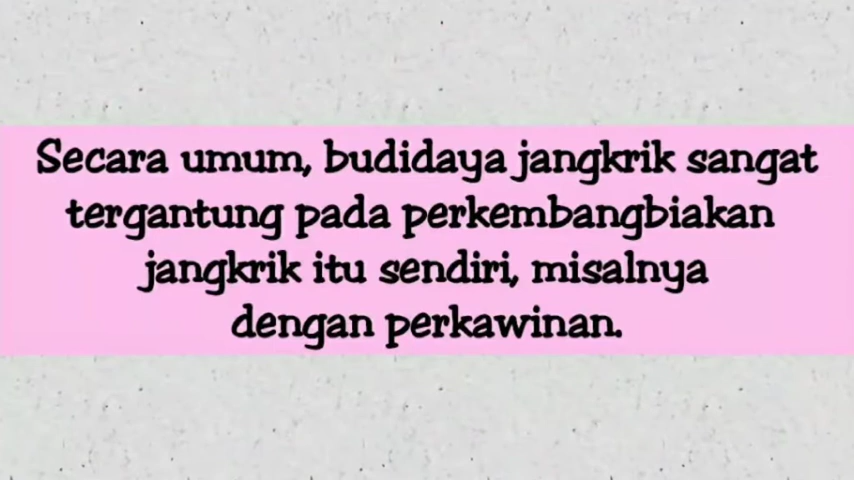 Secara umum, budidaya jangkrik sangat
tergantung pada perkembangbiakan
jangkrik itu sendiri, misalnya
dengan perkawinan.